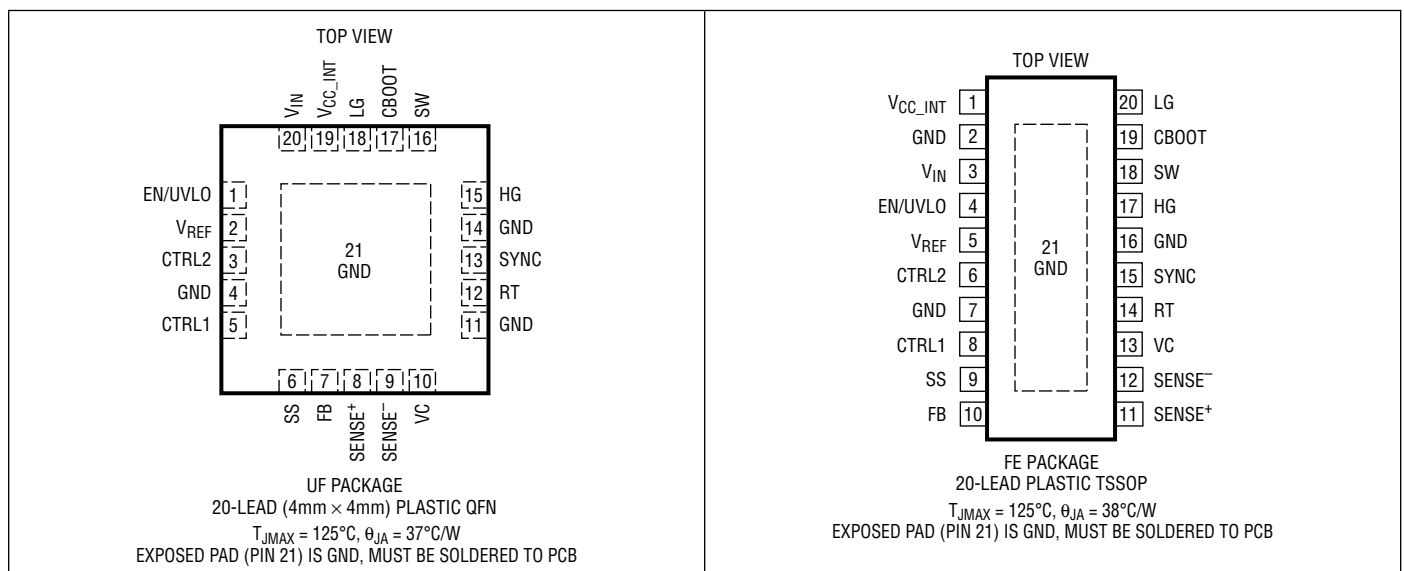 TOP VIEW
V_IN
V_CC_INT
LG
CBOOT
SW
20 19 18 17 16
EN/UVLO 1
V_REF 2
CTRL2 3
GND 4
CTRL1 5
21
GND
15 HG
14 GND
13 SYNC
12 RT
11 GND
6 7 8 9 10
SS
FB
SENSE⁺
SENSE⁻
VC
UF PACKAGE
20-LEAD (4mm × 4mm) PLASTIC QFN
T_JMAX = 125°C, θ_JA = 37°C/W
EXPOSED PAD (PIN 21) IS GND, MUST BE SOLDERED TO PCB
TOP VIEW
V_CC_INT 1
GND 2
V_IN 3
EN/UVLO 4
V_REF 5
CTRL2 6
GND 7
CTRL1 8
SS 9
FB 10
21
GND
20 LG
19 CBOOT
18 SW
17 HG
16 GND
15 SYNC
14 RT
13 VC
12 SENSE⁻
11 SENSE⁺
FE PACKAGE
20-LEAD PLASTIC TSSOP
T_JMAX = 125°C, θ_JA = 38°C/W
EXPOSED PAD (PIN 21) IS GND, MUST BE SOLDERED TO PCB